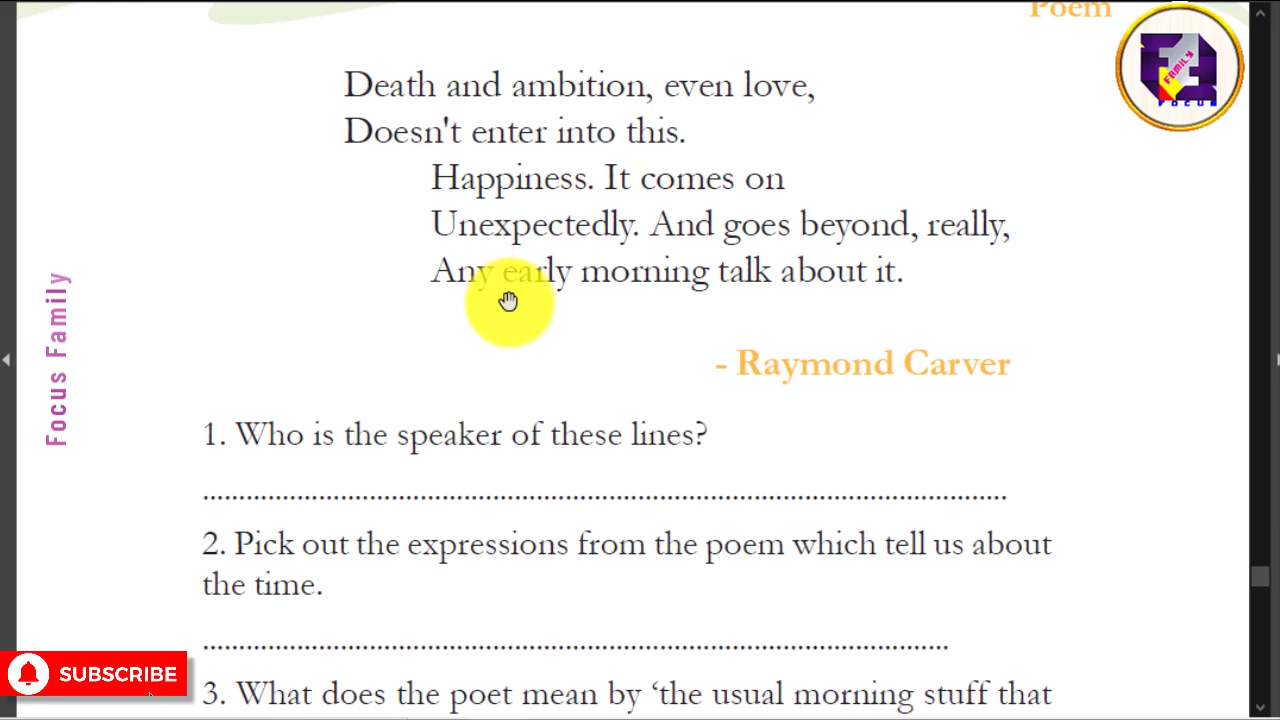 Poem
FAMILY
FOCUS
Death and ambition, even love,
Doesn't enter into this.
Happiness. It comes on
Unexpectedly. And goes beyond, really,
Any early morning talk about it.
Focus Family
- Raymond Carver
1. Who is the speaker of these lines?
2. Pick out the expressions from the poem which tell us about
the time.
SUBSCRIBE
3. What does the poet mean by ‘the usual morning stuff that